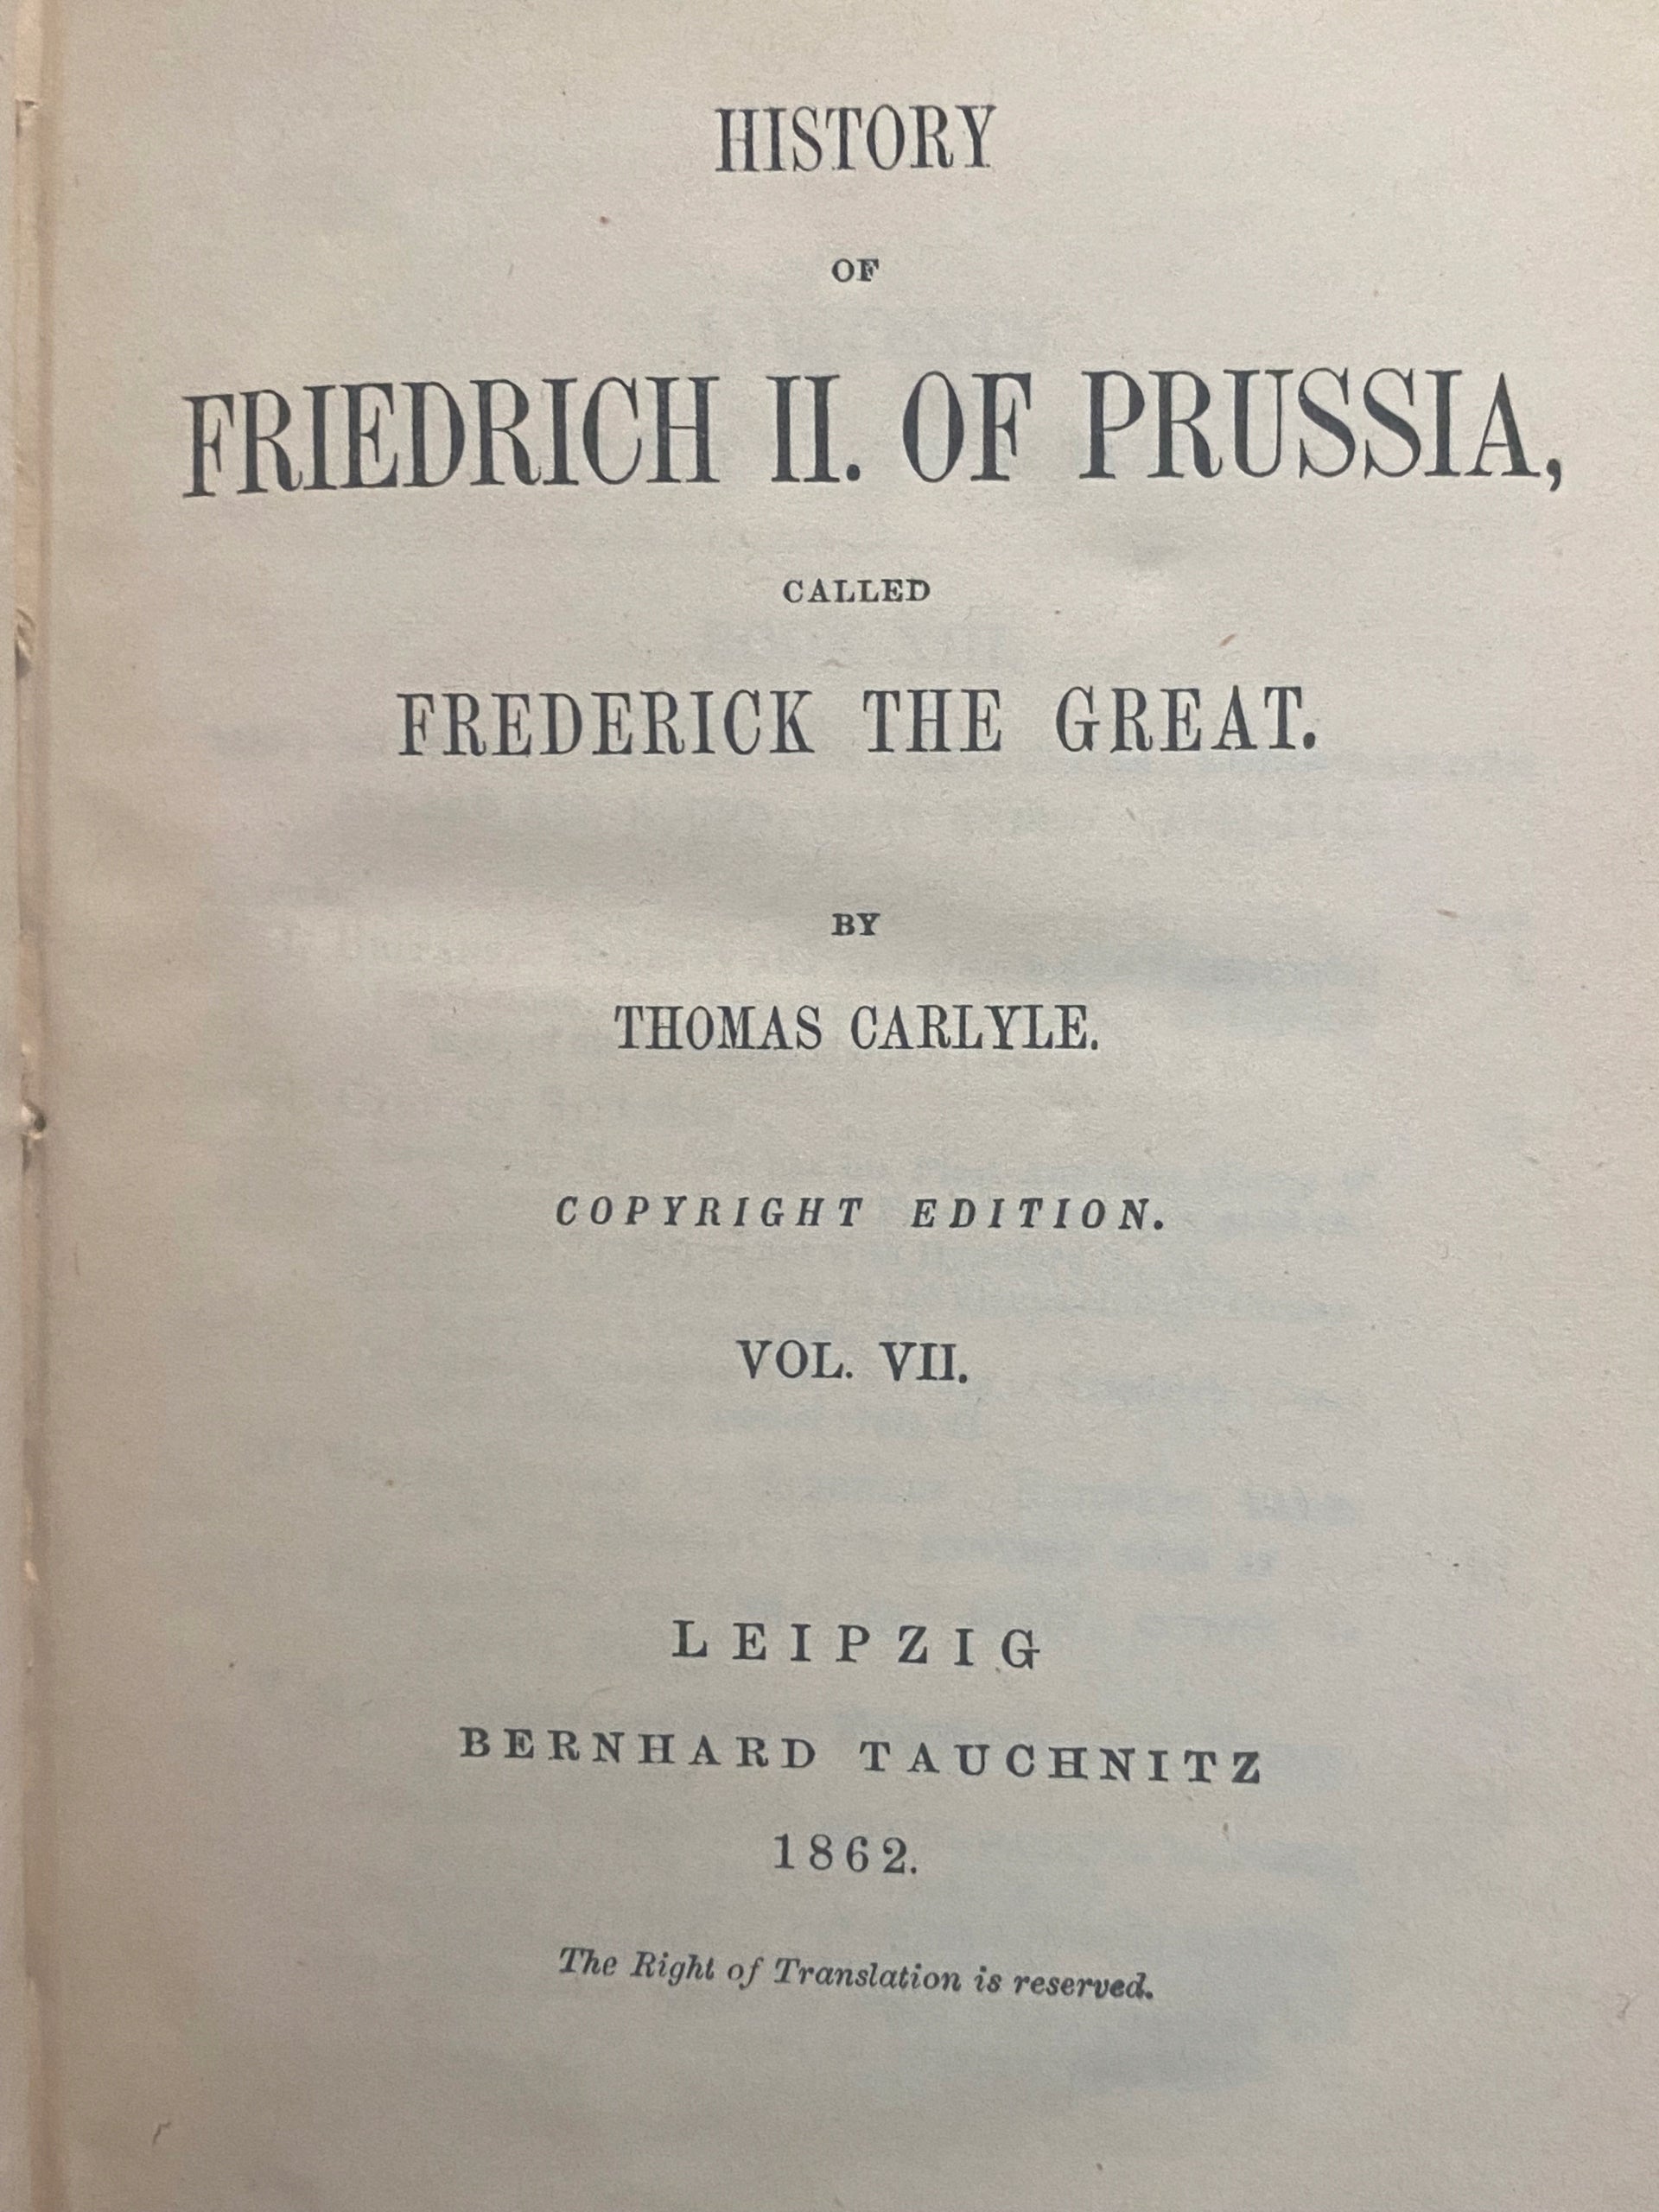 HISTORY
OF
FRIEDRICH II. OF PRUSSIA,
CALLED
FREDERICK THE GREAT.
BY
THOMAS CARLYLE.
COPYRIGHT EDITION.
VOL. VII.
LEIPZIG
BERNHARD TAUCHNITZ
1862.
The Right of Translation is reserved.